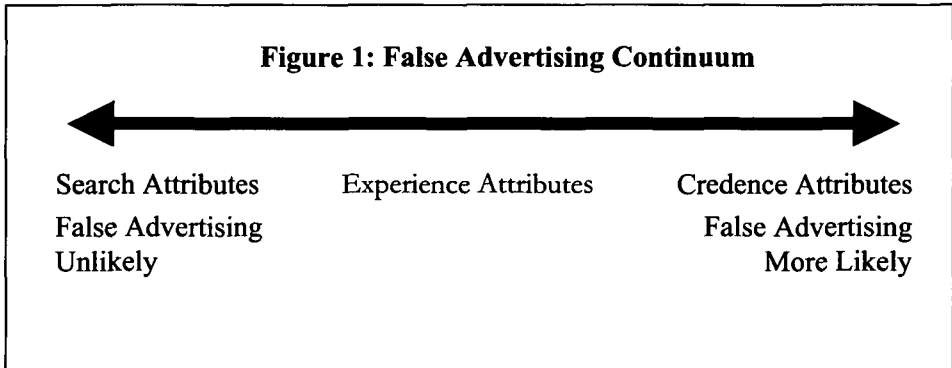 Figure 1: False Advertising Continuum
Search Attributes
Experience Attributes
Credence Attributes
False Advertising
Unlikely
False Advertising
More Likely